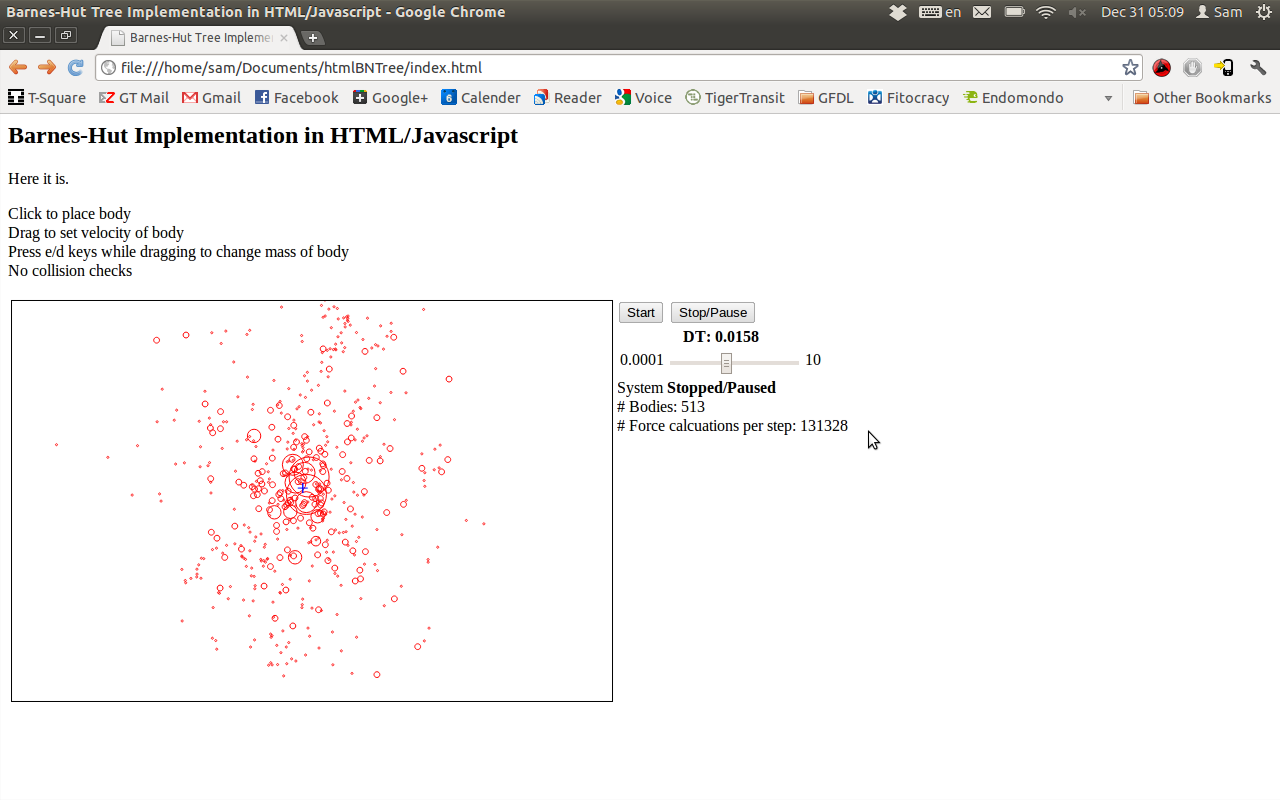 Barnes-Hut Tree Implementation in HTML/Javascript - Google Chrome
en
Dec 31 05:09
Sam
Barnes-Hut Tree Implemen
file:///home/sam/Documents/htmlBNTree/index.html
T-Square
GT Mail
Gmail
Facebook
Google+
6 Calender
Reader
Voice
TigerTransit
GFDL
Fitocracy
Endomondo
Other Bookmarks
Barnes-Hut Implementation in HTML/Javascript
Here it is.
Click to place body
Drag to set velocity of body
Press e/d keys while dragging to change mass of body
No collision checks
Start Stop/Pause
DT: 0.0158
0.0001 10
System Stopped/Paused
# Bodies: 513
# Force calcuations per step: 131328